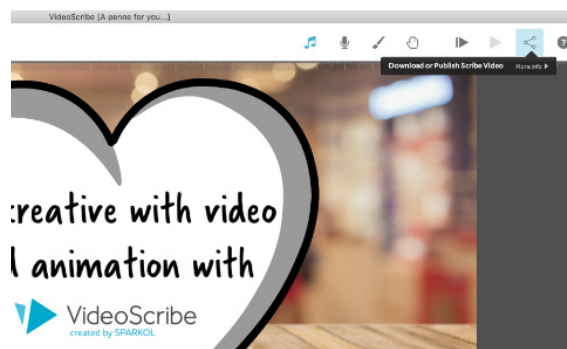 VideoScribe [A penne for you...]
Download or Publish Scribe Video More info
creative with video
d animation with
VideoScribe
created by SPARKOL